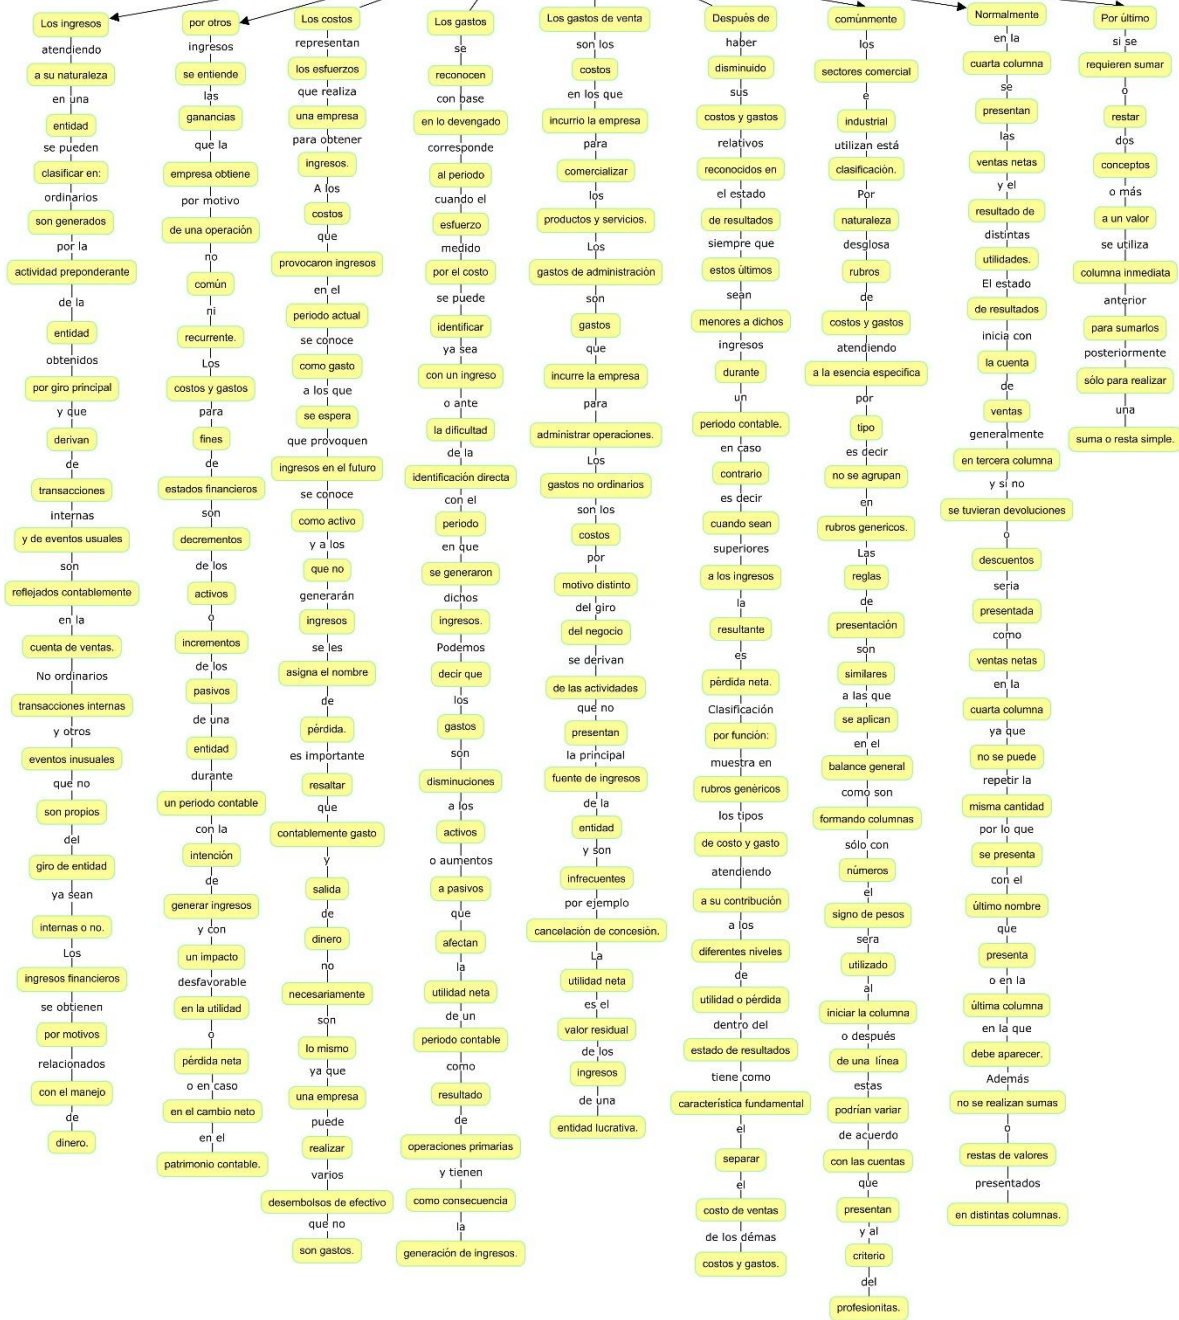 Los ingresos
atendiendo
a su naturaleza
en una
entidad
se pueden
clasificar en:
ordinarios
son generados
por la
actividad preponderante
de la
entidad
obtenidos
por giro principal
y que
derivan
de
transacciones
internas
y de eventos usuales
son
reflejados contablemente
en la
cuenta de ventas.
No ordinarios
transacciones internas
y otros
eventos inusuales
que no
son propios
del
giro de entidad
ya sean
internas o no.
Los
ingresos financieros
se obtienen
por motivos
relacionados
con el manejo
de
dinero.
por otros
ingresos
se entiende
las
ganancias
que la
empresa obtiene
por motivo
de una operación
no
común
ni
recurrente.
Los
costos y gastos
para
fines
de
estados financieros
son
decrementos
de los
activos
o
incrementos
de los
pasivos
de una
entidad
durante
un periodo contable
con la
intención
de
generar ingresos
y con
un impacto
desfavorable
en la utilidad
o
pérdida neta
o en caso
en el cambio neto
en el
patrimonio contable.
Los costos
representan
los esfuerzos
que realiza
una empresa
para obtener
ingresos.
A los
costos
que
provocaron ingresos
en el
periodo actual
se conoce
como gasto
a los que
se espera
que provoquen
ingresos en el futuro
se conoce
como activo
y a los
que no
generarán
ingresos
se les
asigna el nombre
de
pérdida.
es importante
resaltar
que
contablemente gasto
y
salida
de
dinero
no
necesariamente
son
lo mismo
ya que
una empresa
puede
realizar
varios
desembolsos de efectivo
que no
son gastos.
Los gastos
se
reconocen
con base
en lo devengado
corresponde
al periodo
cuando el
esfuerzo
medido
por el costo
se puede
identificar
ya sea
con un ingreso
o ante
la dificultad
de la
identificación directa
con el
periodo
en que
se generaron
dichos
ingresos.
Podemos
decir que
los
gastos
son
disminuciones
a los
activos
o aumentos
a pasivos
que
afectan
la
utilidad neta
de un
periodo contable
como
resultado
de
operaciones primarias
y tienen
como consecuencia
la
generación de ingresos.
Los gastos de venta
son los
costos
en los que
incurrio la empresa
para
comercializar
los
productos y servicios.
Los
gastos de administración
son
gastos
que
incurre la empresa
para
administrar operaciones.
Los
gastos no ordinarios
son los
costos
por
motivo distinto
del giro
del negocio
se derivan
de las actividades
que no
presentan
la principal
fuente de ingresos
de la
entidad
y son
infrecuentes
por ejemplo
cancelación de concesión.
La
utilidad neta
es el
valor residual
de los
ingresos
de una
entidad lucrativa.
Después de
haber
disminuido
sus
costos y gastos
relativos
reconocidos en
el estado
de resultados
siempre que
estos últimos
sean
menores a dichos
ingresos
durante
un
periodo contable.
en caso
contrario
es decir
cuando sean
superiores
a los ingresos
la
resultante
es
pérdida neta.
Clasificación
por función:
muestra en
rubros genéricos
los tipos
de costo y gasto
atendiendo
a su contribución
a los
diferentes niveles
de
utilidad o pérdida
dentro del
estado de resultados
tiene como
característica fundamental
el
separar
el
costo de ventas
de los démas
costos y gastos.
comúnmente
los
sectores comercial
e
industrial
utilizan está
clasificación.
Por
naturaleza
desglosa
rubros
de
costos y gastos
atendiendo
a la esencia especifica
por
tipo
es decir
no se agrupan
en
rubros genericos.
Las
reglas
de
presentación
son
similares
a las que
se aplican
en el
balance general
como son
formando columnas
sólo con
números
el
signo de pesos
sera
utilizado
al
iniciar la columna
o después
de una línea
estas
podrían variar
de acuerdo
con las cuentas
que
presentan
y al
criterio
del
profesionitas.
Normalmente
en la
cuarta columna
se
presentan
las
ventas netas
y el
resultado de
distintas
utilidades.
El estado
de resultados
inicia con
la cuenta
de
ventas
generalmente
en tercera columna
y si no
se tuvieran devoluciones
o
descuentos
seria
presentada
como
ventas netas
en la
cuarta columna
ya que
no se puede
repetir la
misma cantidad
por lo que
se presenta
con el
último nombre
que
presenta
o en la
última columna
en la que
debe aparecer.
Además
no se realizan sumas
o
restas de valores
presentados
en distintas columnas.
Por último
si se
requieren sumar
o
restar
dos
conceptos
o más
a un valor
se utiliza
columna inmediata
anterior
para sumarlos
posteriormente
sólo para realizar
una
suma o resta simple.